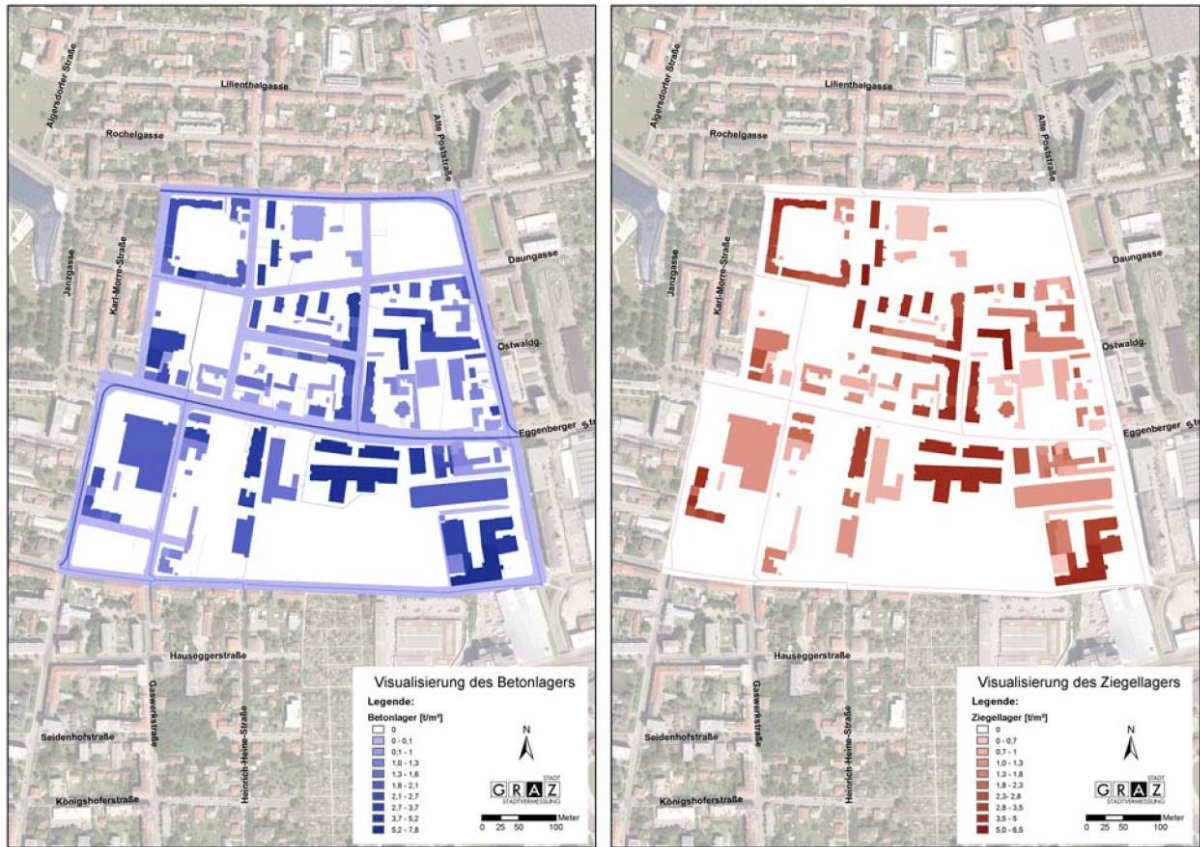 Algersdorfer Straße
Lilienthalgasse
Rochelgasse
Alte Poststraße
Janzgasse
Karl-Morre-Straße
Daungasse
Ostwaldg.
Eggenberger Str
Hauseggerstraße
Gaswerkstraße
Seidenhofstraße
Heinrich-Heine-Straße
Königshoferstraße
Visualisierung des Betonlagers
Legende:
Betonlager [t/m²]
0
0 - 0,1
0,1 - 1
1,0 - 1,3
1,3 - 1,6
1,6 - 2,1
2,1 - 2,7
2,7 - 3,7
3,7 - 5,2
5,2 - 7,8
N
STADT
GRAZ
STADTVERMESSUNG
0 25 50 100 Meter
Algersdorfer Straße
Lilienthalgasse
Rochelgasse
Alte Poststraße
Janzgasse
Karl-Morre-Straße
Daungasse
Ostwaldg.
Eggenberger Str
Hauseggerstraße
Gaswerkstraße
Seidenhofstraße
Heinrich-Heine-Straße
Königshoferstraße
Visualisierung des Ziegellagers
Legende:
Ziegellager [t/m²]
0
0 - 0,7
0,7 - 1
1,0 - 1,3
1,3 - 1,8
1,8 - 2,3
2,3- 2,8
2,8 - 3,5
3,5 - 5
5,0 - 6,5
N
STADT
GRAZ
STADTVERMESSUNG
0 25 50 100 Meter